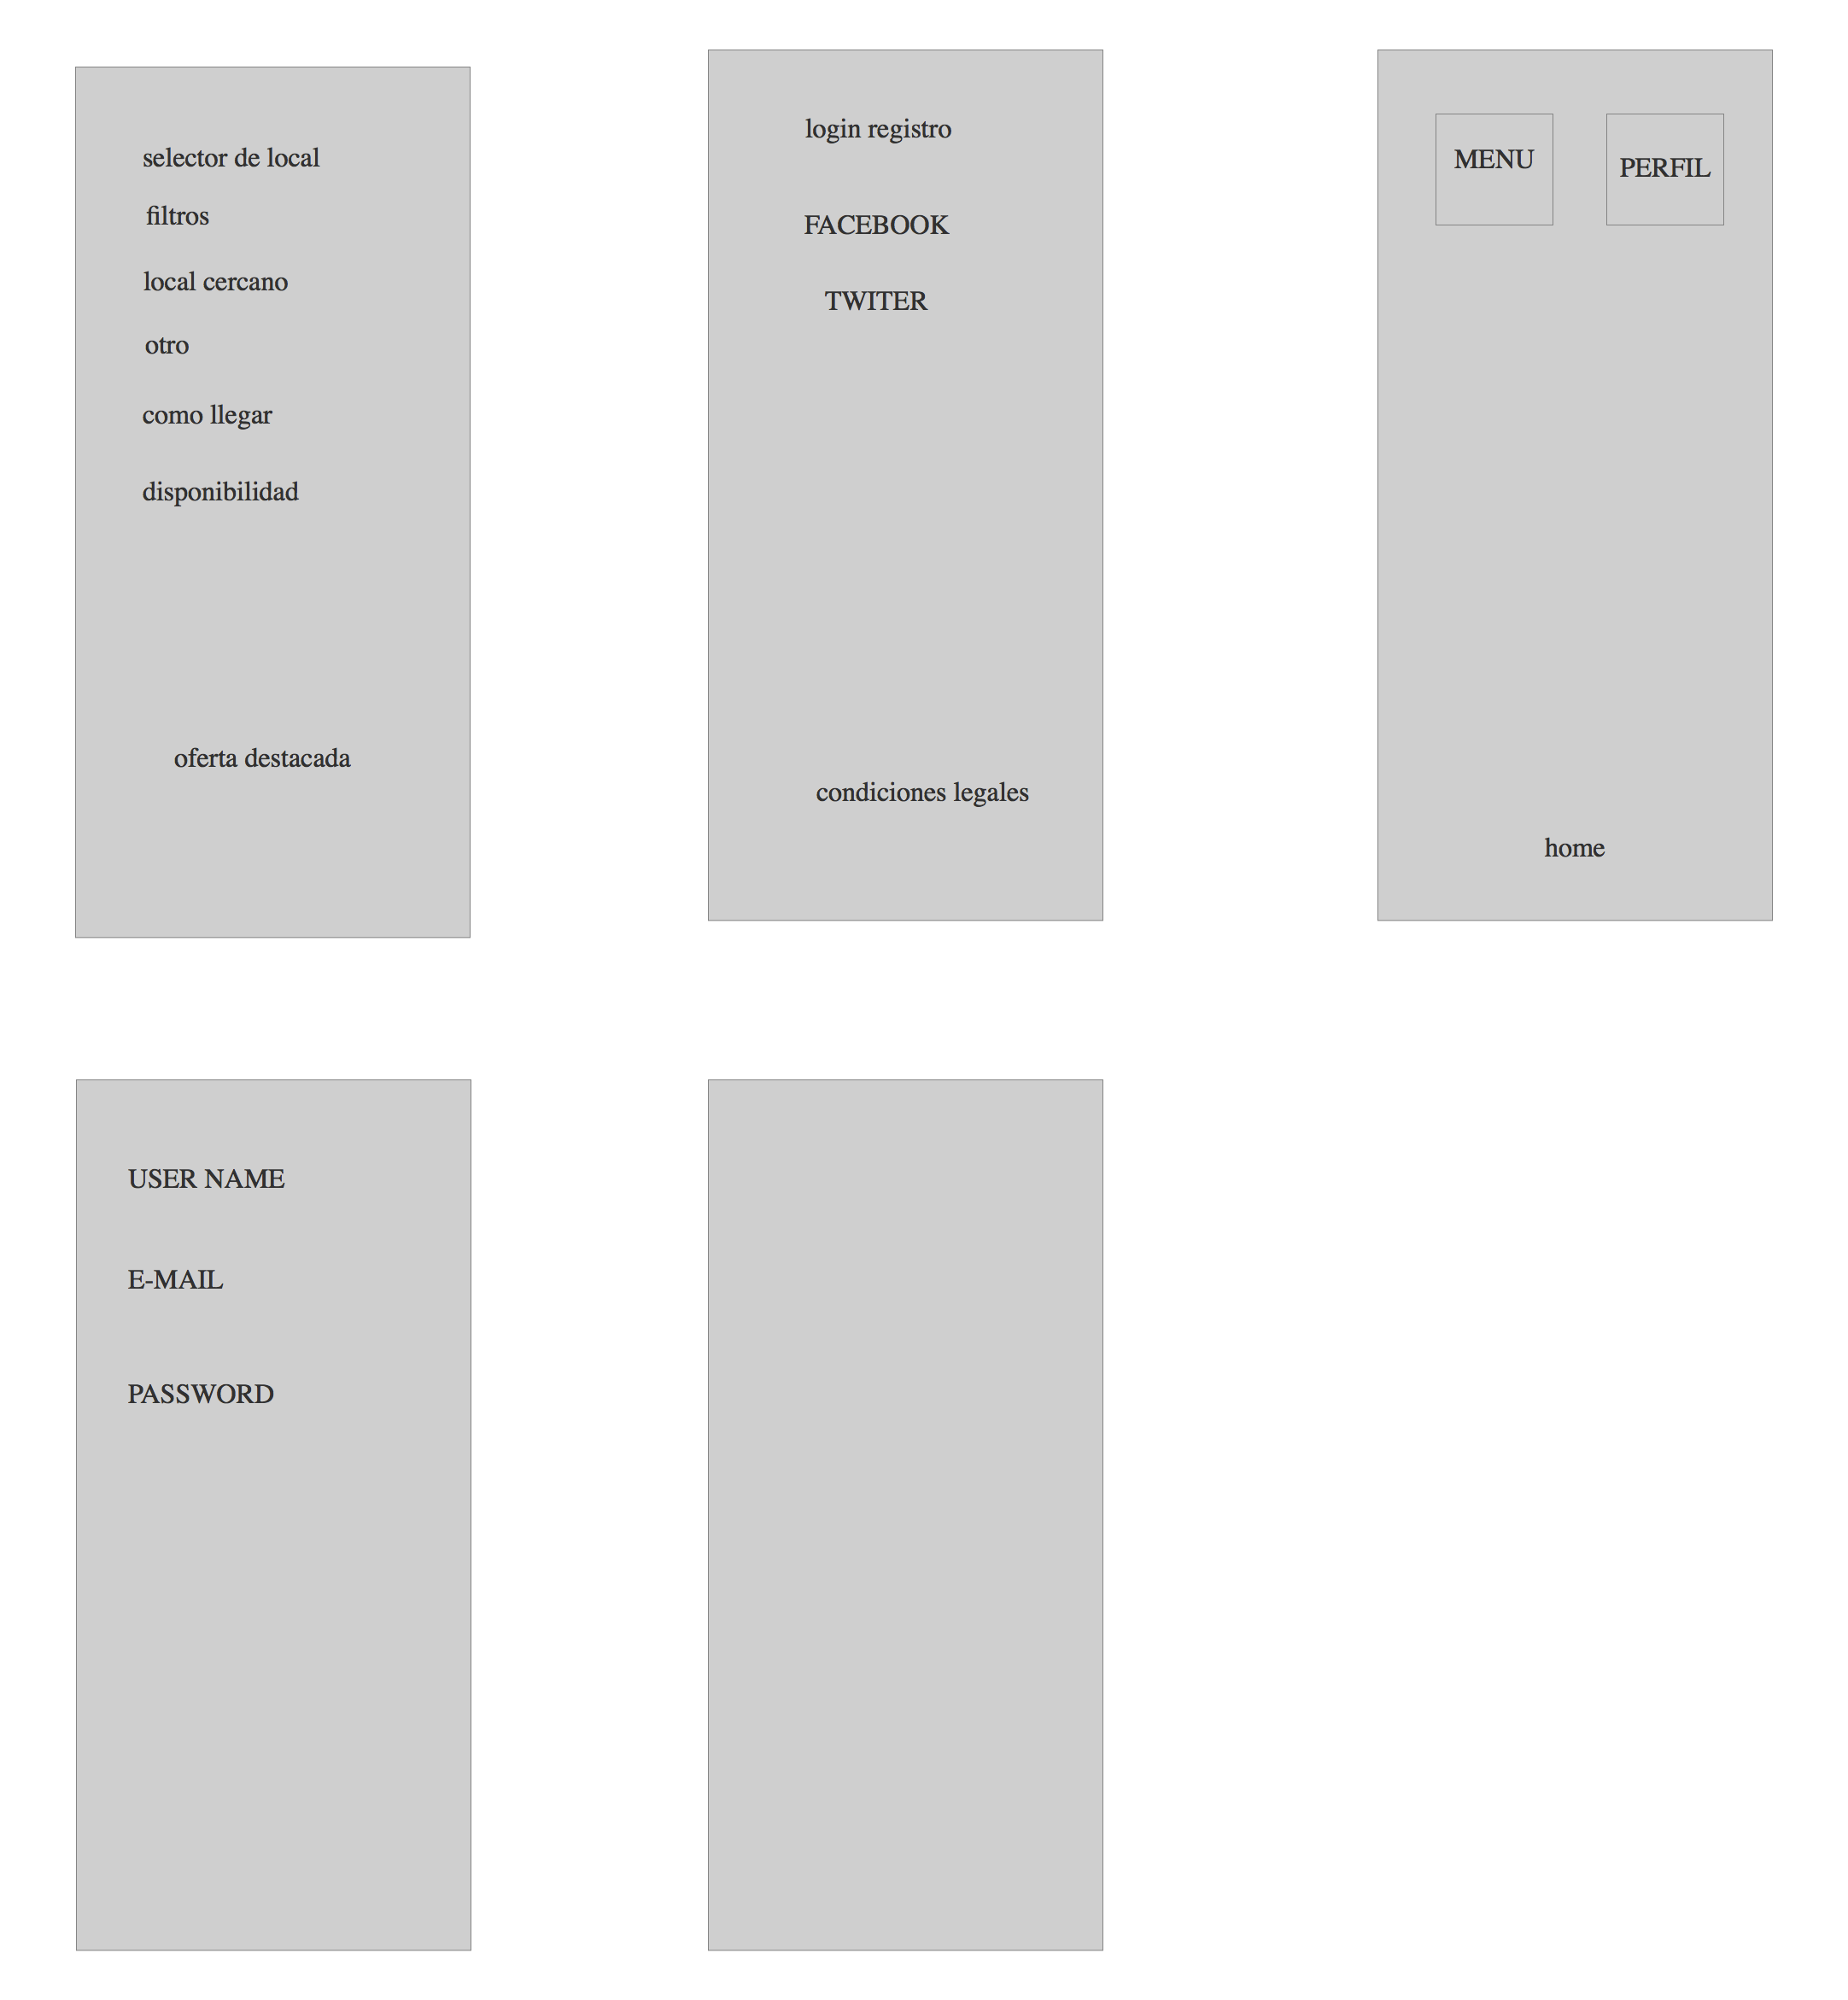 selector de local
filtros
local cercano
otro
como llegar
disponibilidad
oferta destacada
login registro
FACEBOOK
TWITER
condiciones legales
MENU
PERFIL
home
USER NAME
E-MAIL
PASSWORD